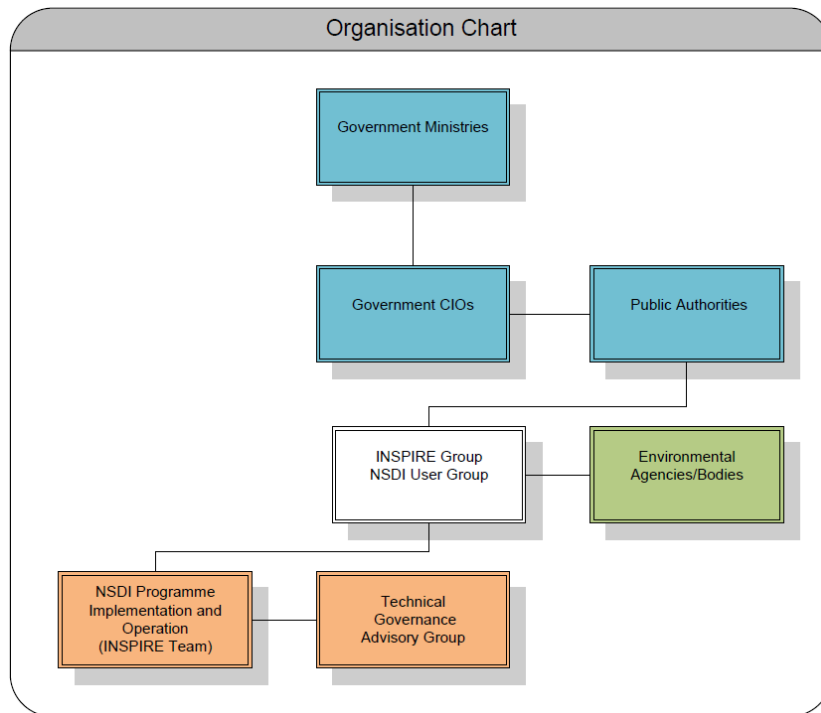 Organisation Chart
Government Ministries
Government CIOs
Public Authorities
INSPIRE Group
NSDI User Group
Environmental
Agencies/Bodies
NSDI Programme
Implementation and
Operation
(INSPIRE Team)
Technical
Governance
Advisory Group